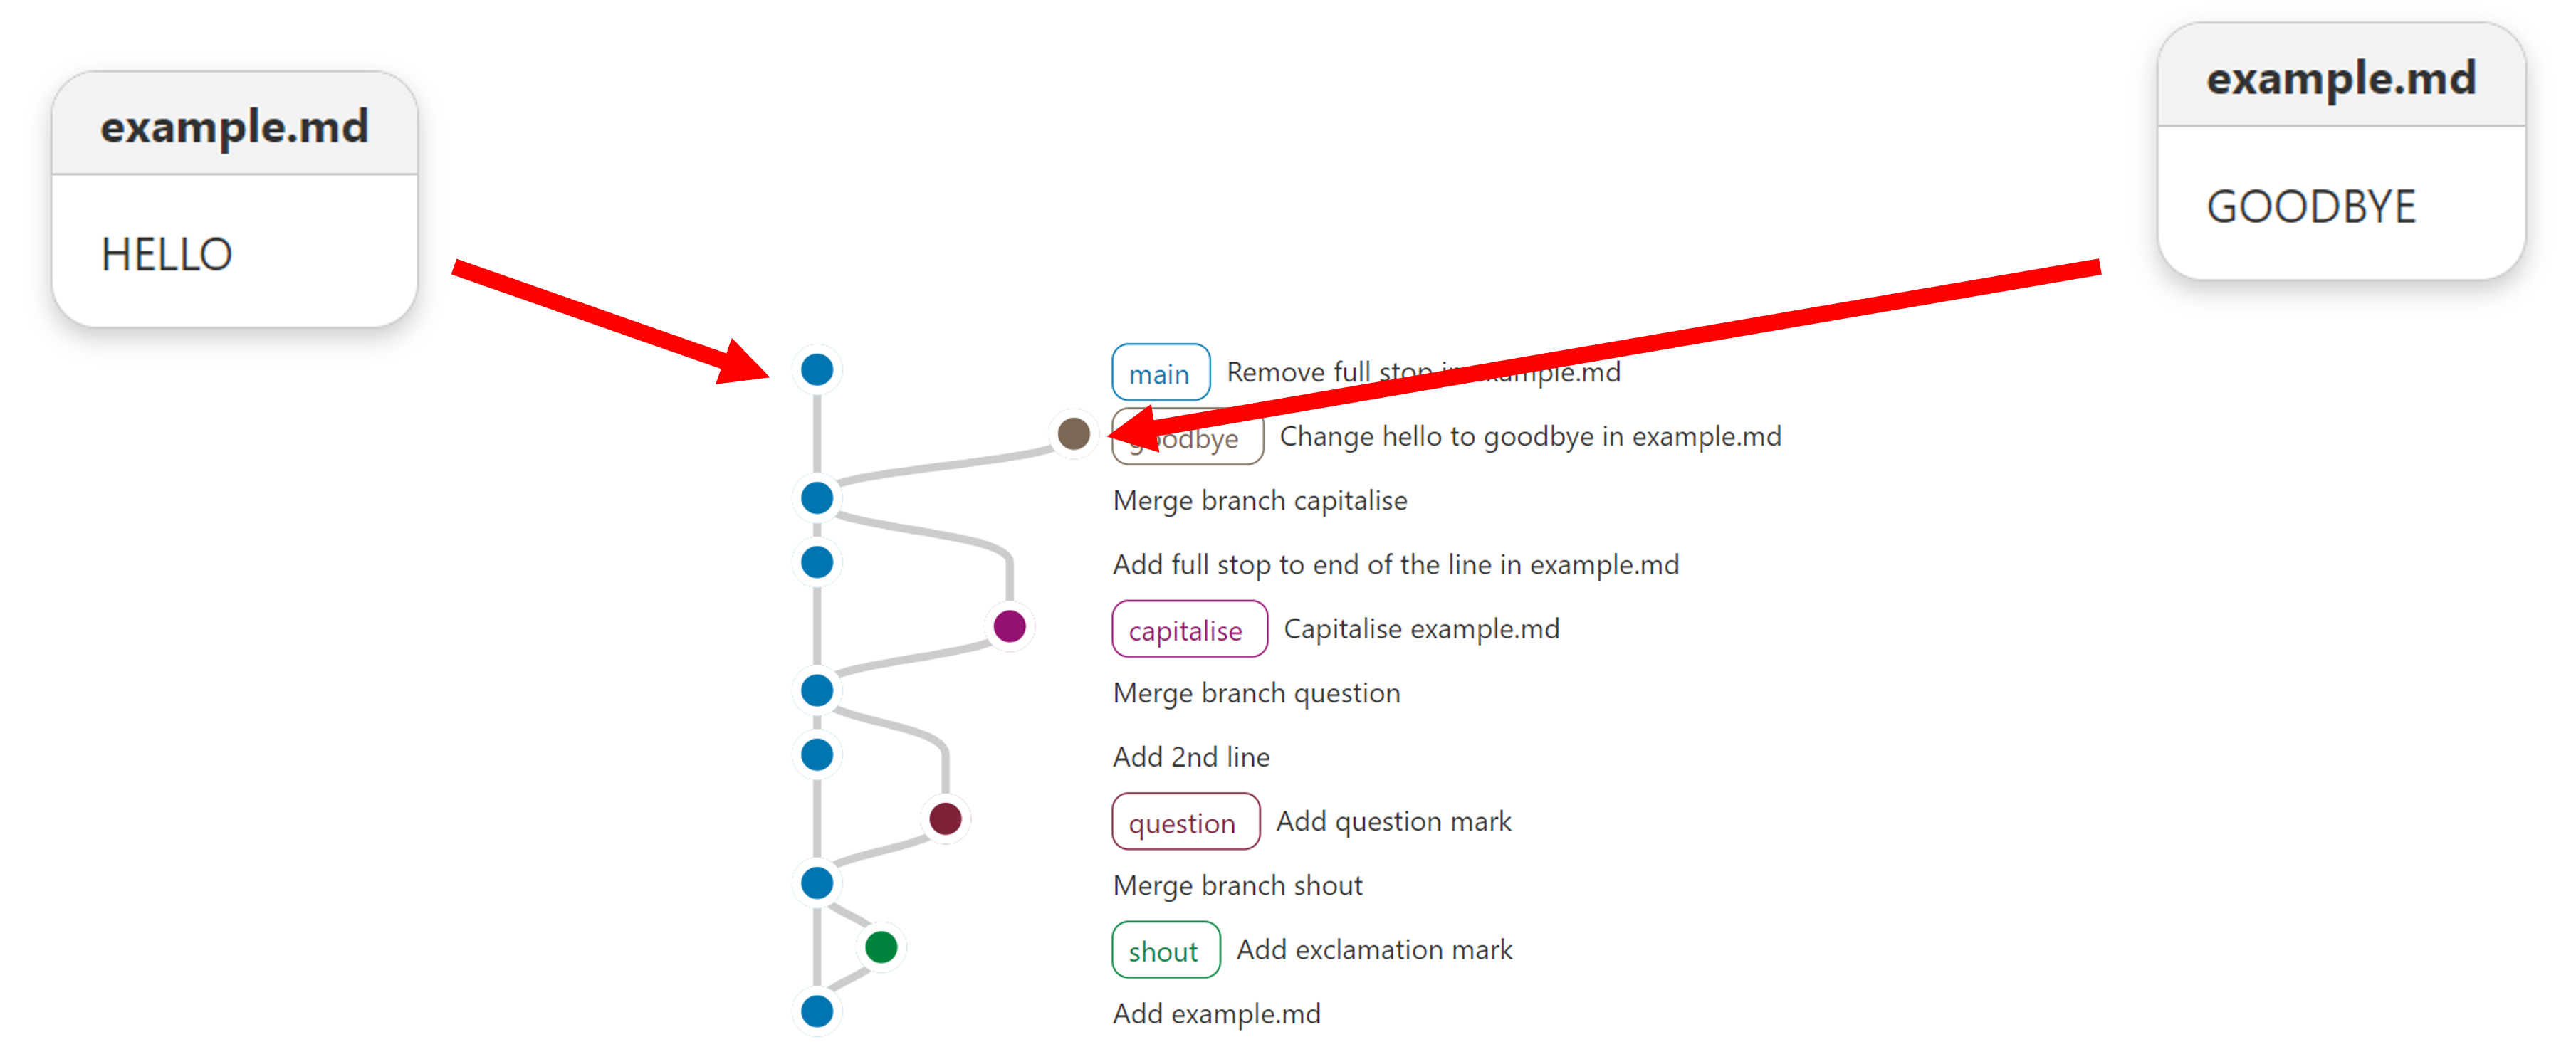 example.md
HELLO
example.md
GOODBYE
main Remove full stop in example.md
goodbye Change hello to goodbye in example.md
Merge branch capitalise
Add full stop to end of the line in example.md
capitalise Capitalise example.md
Merge branch question
Add 2nd line
question Add question mark
Merge branch shout
shout Add exclamation mark
Add example.md